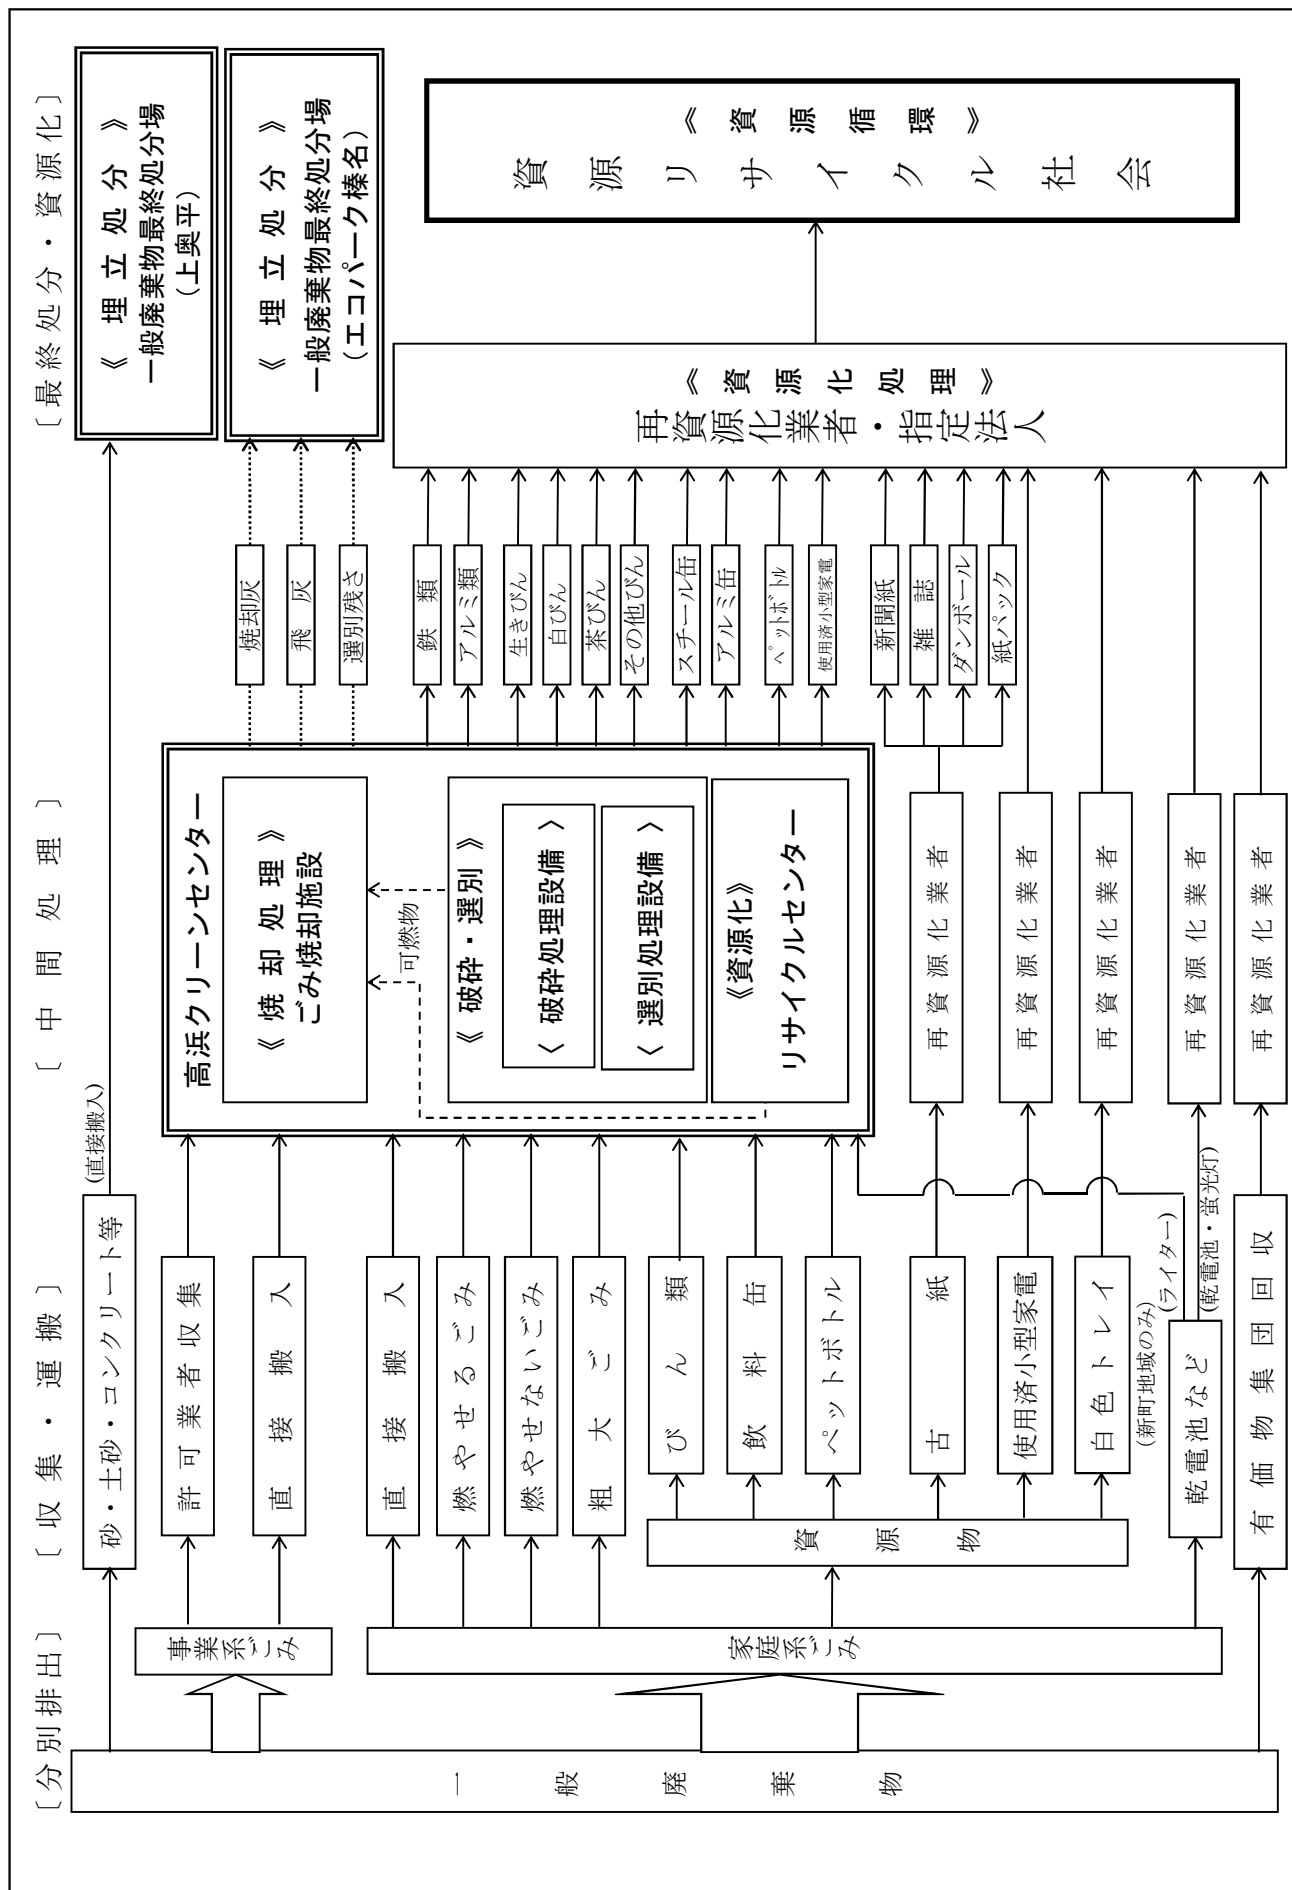 〔分別排出〕
〔収集・運搬〕
〔中間処理〕
〔最終処分・資源化〕
一般廃棄物
事業系ごみ
家庭系ごみ
砂・土砂・コンクリート等
(直接搬入)
許可業者収集
直接搬入
直接搬入
燃やせるごみ
燃やせないごみ
粗大ごみ
資源物
びん類
飲料缶
ペットボトル
古紙
使用済小型家電
白色トレイ
(新町地域のみ)
乾電池など
(ライター)
(乾電池・蛍光灯)
有価物集団回収
高浜クリーンセンター
《焼却処理》
ごみ焼却施設
可燃物
《破砕・選別》
〈破砕処理設備〉
〈選別処理設備〉
《資源化》
リサイクルセンター
再資源化業者
再資源化業者
再資源化業者
再資源化業者
再資源化業者
焼却灰
飛灰
選別残さ
鉄類
アルミ類
生きびん
白びん
茶びん
その他びん
スチール缶
アルミ缶
ペットボトル
使用済小型家電
新聞紙
雑誌
ダンボール
紙パック
《埋立処分》
一般廃棄物最終処分場
(上奥平)
《埋立処分》
一般廃棄物最終処分場
(エコパーク榛名)
《資源化処理》
再資源化業者・指定法人
《資源循環》
資源リサイクル社会